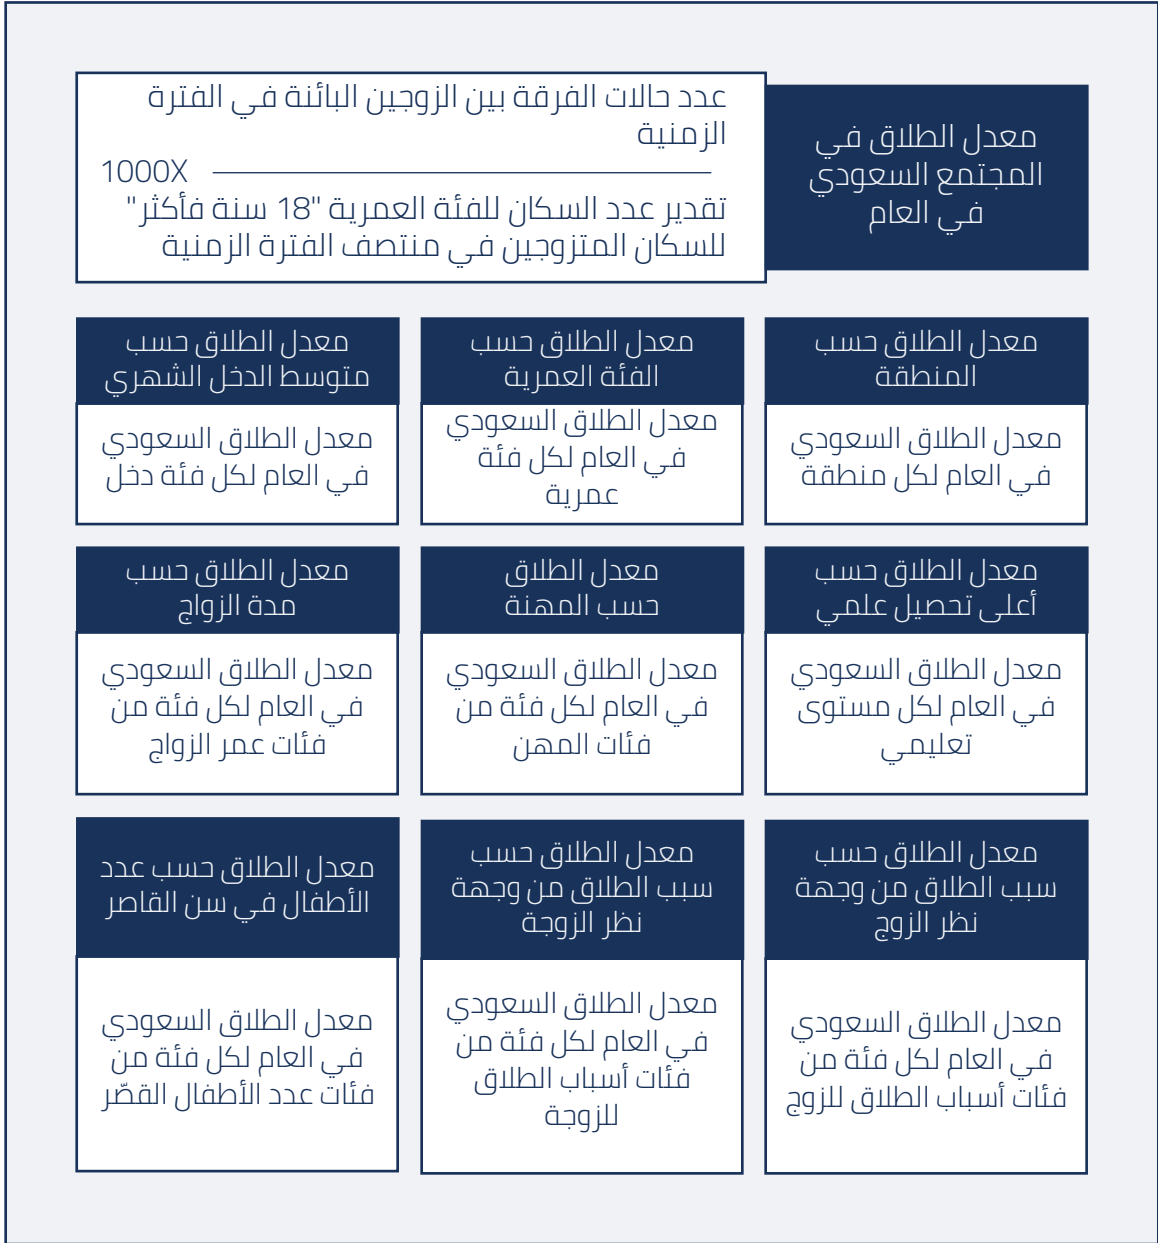 معدل الطلاق في
المجتمع السعودي
في العام
عدد حالات الفرقة بين الزوجين البائنة في الفترة
الزمنية
1000X
تقدير عدد السكان للفئة العمرية "18 سنة فأكثر"
للسكان المتزوجين في منتصف الفترة الزمنية
معدل الطلاق حسب
المنطقة
معدل الطلاق السعودي
في العام لكل منطقة
معدل الطلاق حسب
الفئة العمرية
معدل الطلاق السعودي
في العام لكل فئة
عمرية
معدل الطلاق حسب
متوسط الدخل الشهري
معدل الطلاق السعودي
في العام لكل فئة دخل
معدل الطلاق حسب
أعلى تحصيل علمي
معدل الطلاق السعودي
في العام لكل مستوى
تعليمي
معدل الطلاق
حسب المهنة
معدل الطلاق السعودي
في العام لكل فئة من
فئات المهن
معدل الطلاق حسب
مدة الزواج
معدل الطلاق السعودي
في العام لكل فئة من
فئات عمر الزواج
معدل الطلاق حسب
سبب الطلاق من وجهة
نظر الزوج
معدل الطلاق السعودي
في العام لكل فئة من
فئات أسباب الطلاق للزوج
معدل الطلاق حسب
سبب الطلاق من وجهة
نظر الزوجة
معدل الطلاق السعودي
في العام لكل فئة من
فئات أسباب الطلاق
للزوجة
معدل الطلاق حسب عدد
الأطفال في سن القاصر
معدل الطلاق السعودي
في العام لكل فئة من
فئات عدد الأطفال القصّر